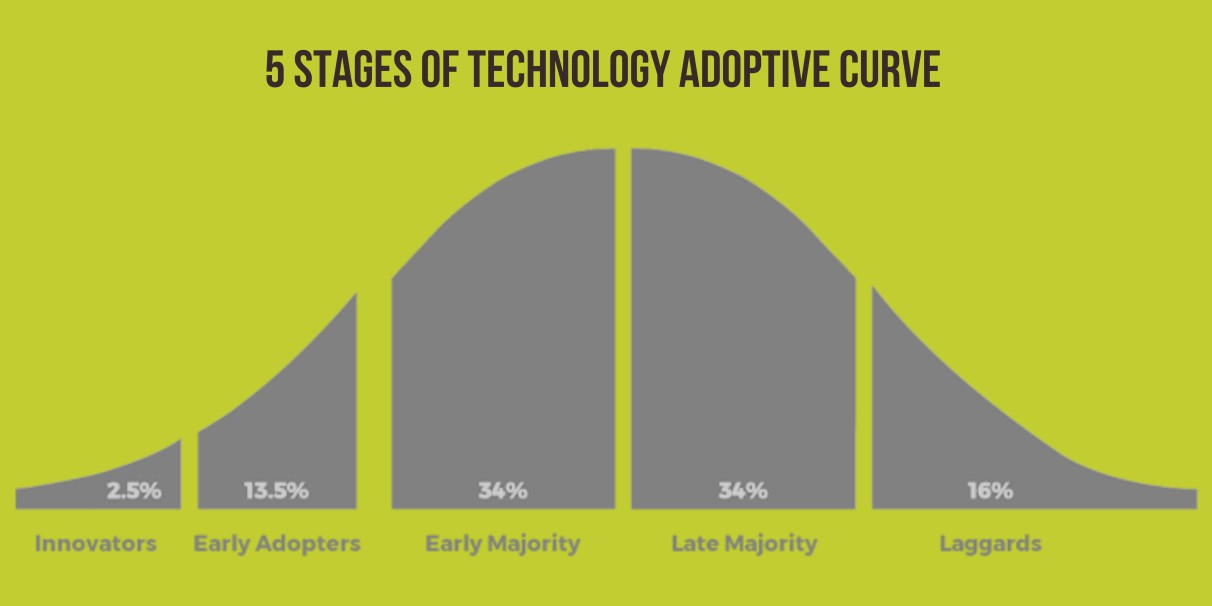 5 STAGES OF TECHNOLOGY ADOPTIVE CURVE
2.5% 13.5% 34% 34% 16%
Innovators Early Adopters Early Majority Late Majority Laggards